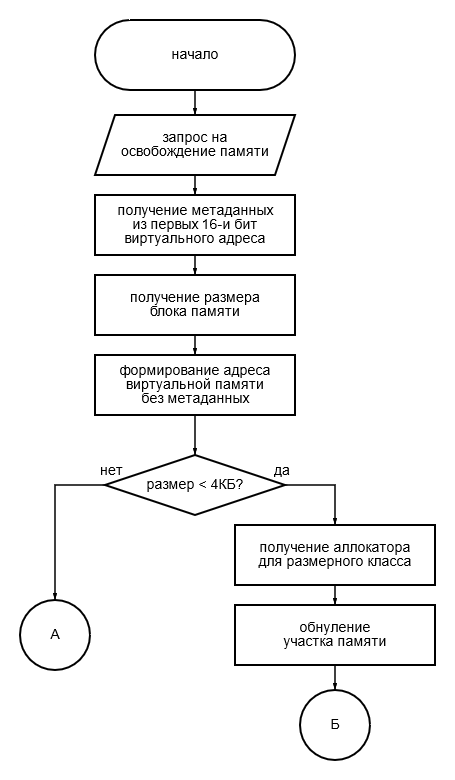 начало
запрос на
освобождение памяти
получение метаданных
из первых 16-и бит
виртуального адреса
получение размера
блока памяти
формирование адреса
виртуальной памяти
без метаданных
нет
да
размер < 4КБ?
получение аллокатора
для размерного класса
обнуление
участка памяти
А
Б